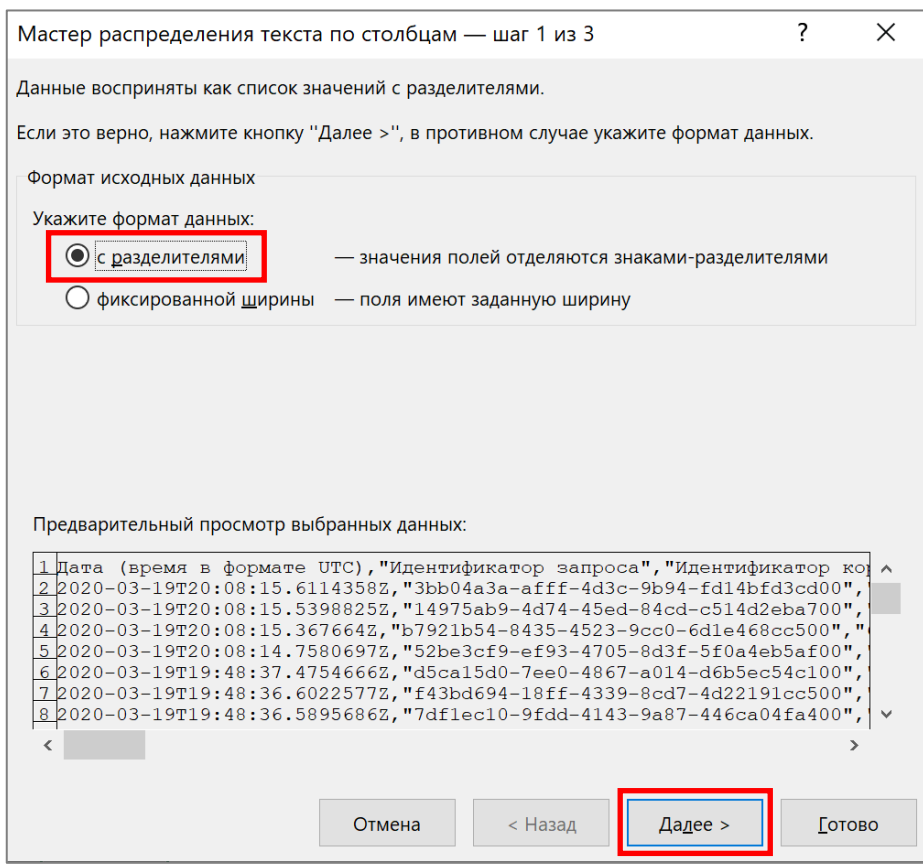 Мастер распределения текста по столбцам — шаг 1 из 3 ?
Данные восприняты как список значений с разделителями.
Если это верно, нажмите кнопку "Далее >", в противном случае укажите формат данных.
Формат исходных данных
Укажите формат данных:
с разделителями — значения полей отделяются знаками-разделителями
фиксированной ширины — поля имеют заданную ширину
Предварительный просмотр выбранных данных:
1 Дата (время в формате UTC),"Идентификатор запроса","Идентификатор кор
2 2020-03-19T20:08:15.6114358Z,"3bb04a3a-afff-4d3c-9b94-fd14bfd3cd00","
3 2020-03-19T20:08:15.5398825Z,"14975ab9-4d74-45ed-84cd-c514d2eba700","
4 2020-03-19T20:08:15.367664Z,"b7921b54-8435-4523-9cc0-6d1e468cc500","
5 2020-03-19T20:08:14.7580697Z,"52be3cf9-ef93-4705-8d3f-5f0a4eb5af00","
6 2020-03-19T19:48:37.4754666Z,"d5ca15d0-7ee0-4867-a014-d6b5ec54c100","
7 2020-03-19T19:48:36.6022577Z,"f43bd694-18ff-4339-8cd7-4d22191cc500","
8 2020-03-19T19:48:36.5895686Z,"7df1ec10-9fdd-4143-9a87-446ca04fa400","
Отмена < Назад Далее > Готово